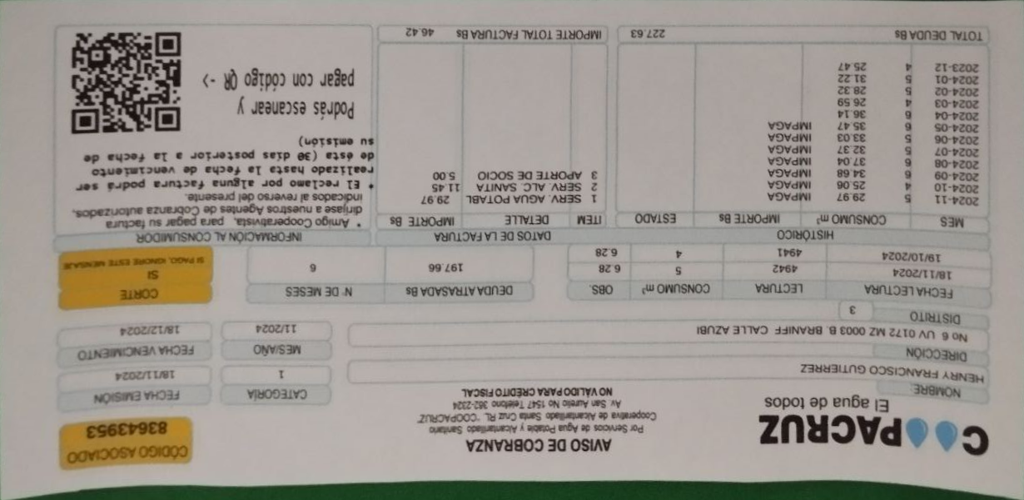 COOPACRUZ
El agua de todos
AVISO DE COBRANZA
Por Servicios de Agua Potable y Alcantarillado Sanitario
Cooperativa de Alcantarillado Santa Cruz RL. "COOPACRUZ"
Av. San Aurelio No 1547 Teléfono 362-2324
NO VALIDO PARA CRÉDITO FISCAL
CÓDIGO ASOCIADO
83643953
NOMBRE:
HENRY FRANCISCO GUTIERREZ
CATEGORÍA
1
FECHA EMISIÓN
18/11/2024
DIRECCIÓN
No 6 UV 0172 MZ 0003 B. BRANIFF CALLE AZUBI
MES/AÑO
11/2024
FECHA VENCIMIENTO
18/12/2024
DISTRITO
3
FECHA LECTURA LECTURA CONSUMO m³ OBS.
18/11/2024 4942 5 6.28
19/10/2024 4941 4 6.28
DEUDA ATRASADA Bs N° DE MESES
197.66 6
CORTE
SI
SI PAGO, IGNORE ESTE MENSAJE
HISTÓRICO
MES CONSUMO m³ IMPORTE Bs ESTADO
2024-11 5 29.97 IMPAGA
2024-10 4 25.06 IMPAGA
2024-09 6 34.68 IMPAGA
2024-08 6 37.04 IMPAGA
2024-07 5 32.37 IMPAGA
2024-06 5 33.03 IMPAGA
2024-05 6 35.47 IMPAGA
2024-04 6 36.14
2024-03 4 26.59
2024-02 5 28.32
2024-01 5 31.22
2023-12 4 25.47
TOTAL DEUDA Bs 227.63
DATOS DE LA FACTURA
ITEM DETALLE IMPORTE Bs
1 SERV. AGUA POTABL 29.97
2 SERV. ALC. SANITA 11.45
3 APORTE DE SOCIO 5.00
IMPORTE TOTAL FACTURA Bs 46.42
INFORMACIÓN AL CONSUMIDOR
* Amigo Cooperativista, para pagar su factura
dirijase a nuestros Agentes de Cobranza autorizados,
indicados al reverso del presente.
* El reclamo por alguna factura podrá ser
realizado hasta la fecha de vencimiento
de ésta (30 días posterior a la fecha de
su emisión)
Podrás escanear y
pagar con código QR ->